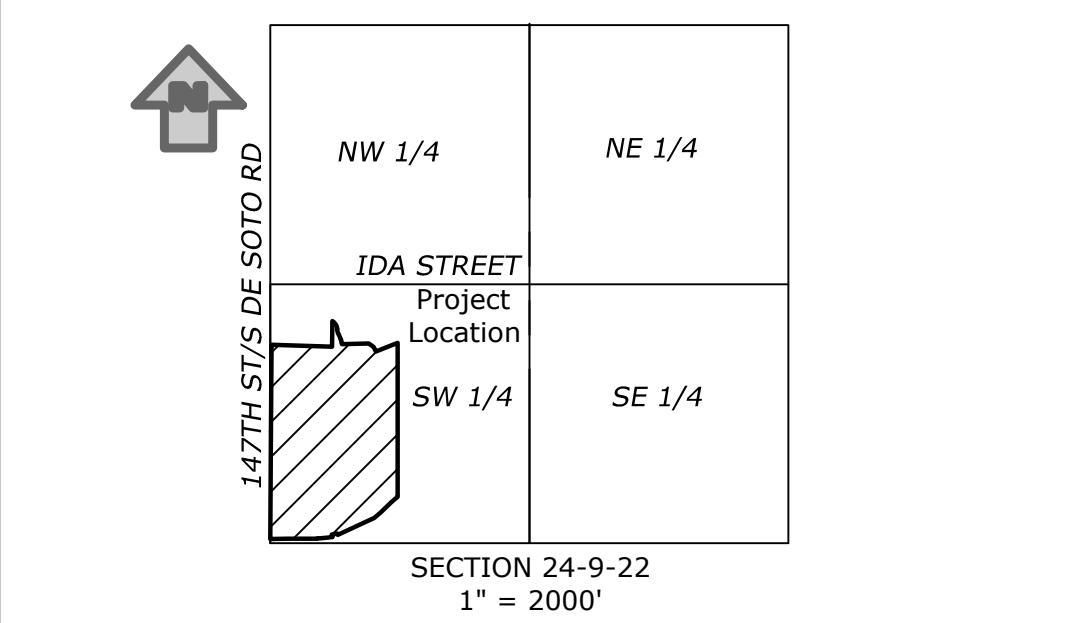 N
NW 1/4
NE 1/4
147TH ST/S DE SOTO RD
IDA STREET
Project
Location
SW 1/4
SE 1/4
SECTION 24-9-22
1" = 2000'